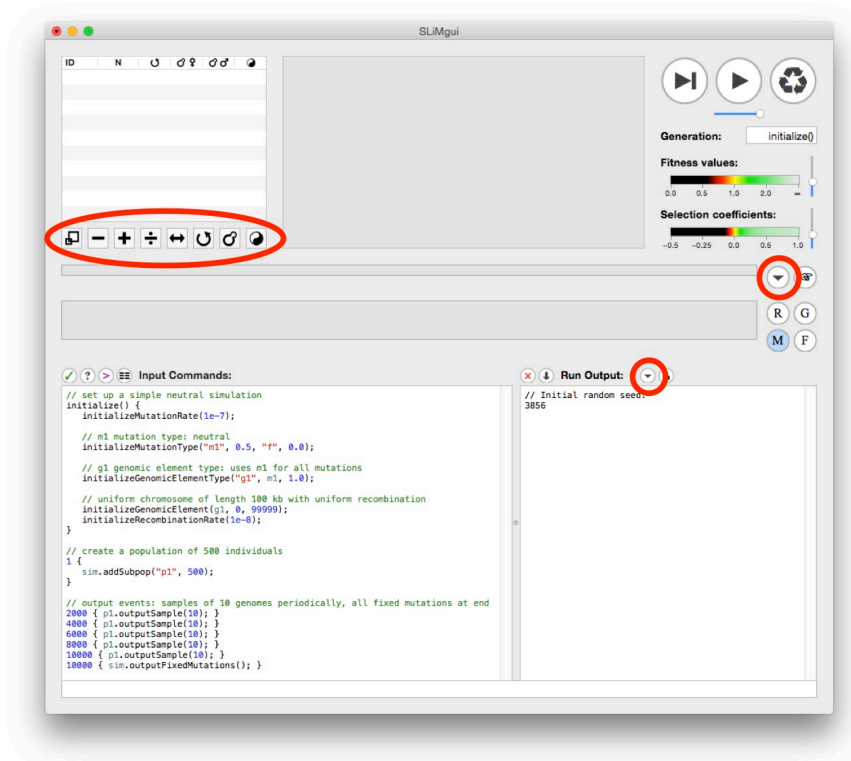 SLiMgui
ID N
Generation: initialize()
Fitness values:
0.0 0.5 1.0 2.0 ∞
Selection coefficients:
-0.5 -0.25 0.0 0.5 1.0
R G
M F
Input Commands:
// set up a simple neutral simulation
initialize() {
initializeMutationRate(1e-7);
// m1 mutation type: neutral
initializeMutationType("m1", 0.5, "f", 0.0);
// g1 genomic element type: uses m1 for all mutations
initializeGenomicElementType("g1", m1, 1.0);
// uniform chromosome of length 100 kb with uniform recombination
initializeGenomicElement(g1, 0, 99999);
initializeRecombinationRate(1e-8);
}
// create a population of 500 individuals
1 {
sim.addSubpop("p1", 500);
}
// output events: samples of 10 genomes periodically, all fixed mutations at end
2000 { p1.outputSample(10); }
4000 { p1.outputSample(10); }
6000 { p1.outputSample(10); }
8000 { p1.outputSample(10); }
10000 { p1.outputSample(10); }
10000 { sim.outputFixedMutations(); }
Run Output:
// Initial random seed:
3856